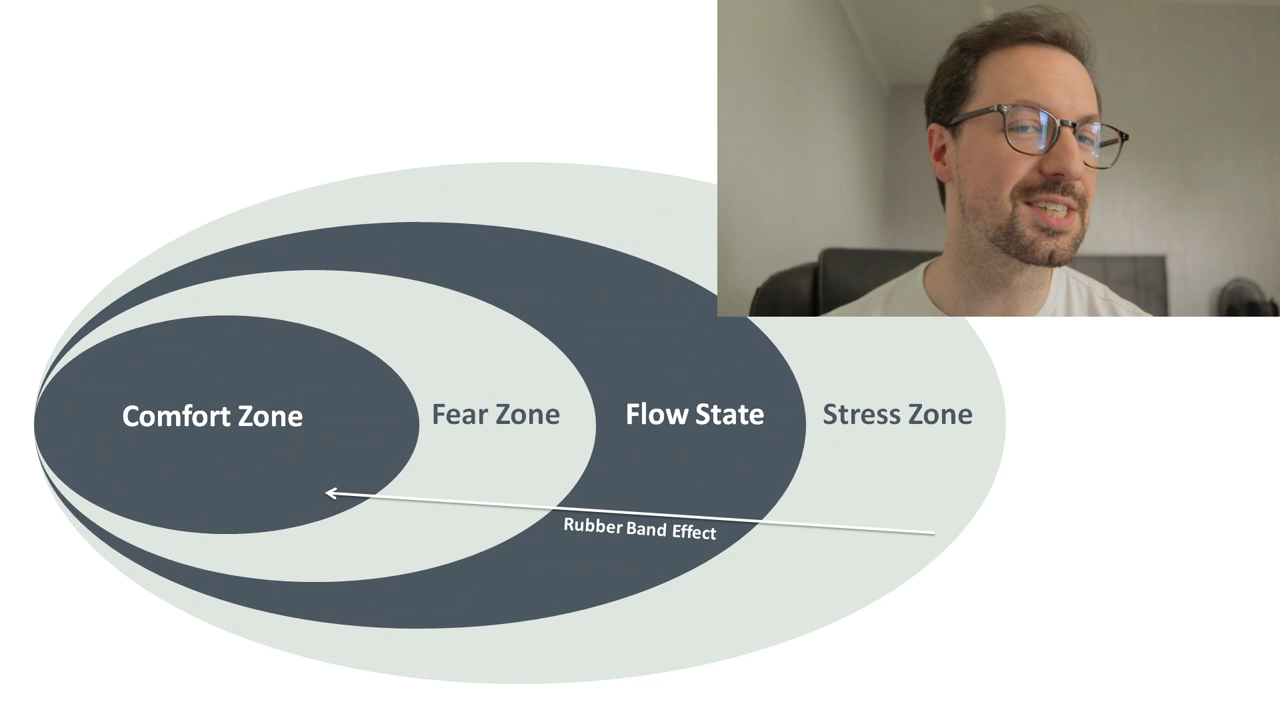 Comfort Zone
Fear Zone
Flow State
Stress Zone
Rubber Band Effect